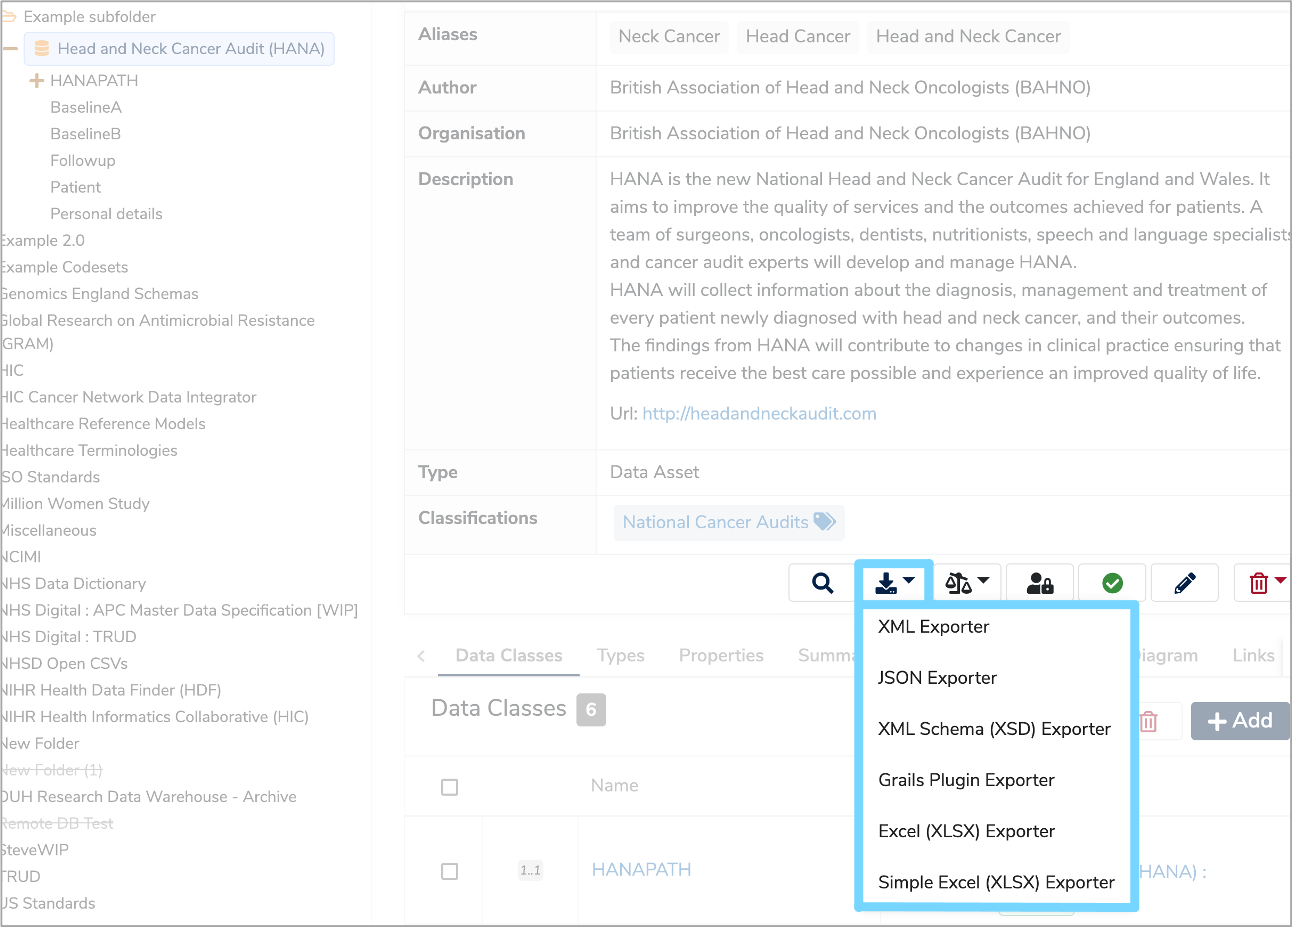 Example subfolder
Head and Neck Cancer Audit (HANA)
HANAPATH
BaselineA
BaselineB
Followup
Patient
Personal details
Example 2.0
Example Codesets
Genomics England Schemas
Global Research on Antimicrobial Resistance
(GRAM)
HIC
HIC Cancer Network Data Integrator
Healthcare Reference Models
Healthcare Terminologies
ISO Standards
Million Women Study
Miscellaneous
NCIMI
NHS Data Dictionary
NHS Digital : APC Master Data Specification [WIP]
NHS Digital : TRUD
NHSD Open CSVs
NIHR Health Data Finder (HDF)
NIHR Health Informatics Collaborative (HIC)
New Folder
New Folder (1)
OUH Research Data Warehouse - Archive
Remote DB Test
SteveWIP
TRUD
US Standards
Aliases Neck Cancer Head Cancer Head and Neck Cancer
Author British Association of Head and Neck Oncologists (BAHNO)
Organisation British Association of Head and Neck Oncologists (BAHNO)
Description HANA is the new National Head and Neck Cancer Audit for England and Wales. It
aims to improve the quality of services and the outcomes achieved for patients. A
team of surgeons, oncologists, dentists, nutritionists, speech and language specialists
and cancer audit experts will develop and manage HANA.
HANA will collect information about the diagnosis, management and treatment of
every patient newly diagnosed with head and neck cancer, and their outcomes.
The findings from HANA will contribute to changes in clinical practice ensuring that
patients receive the best care possible and experience an improved quality of life.
Url: http://headandneckaudit.com
Type Data Asset
Classifications National Cancer Audits
XML Exporter
JSON Exporter
XML Schema (XSD) Exporter
Grails Plugin Exporter
Excel (XLSX) Exporter
Simple Excel (XLSX) Exporter
Data Classes Types Properties Summa Diagram Links
Data Classes 6
+ Add
Name
1..1 HANAPATH HANA) :